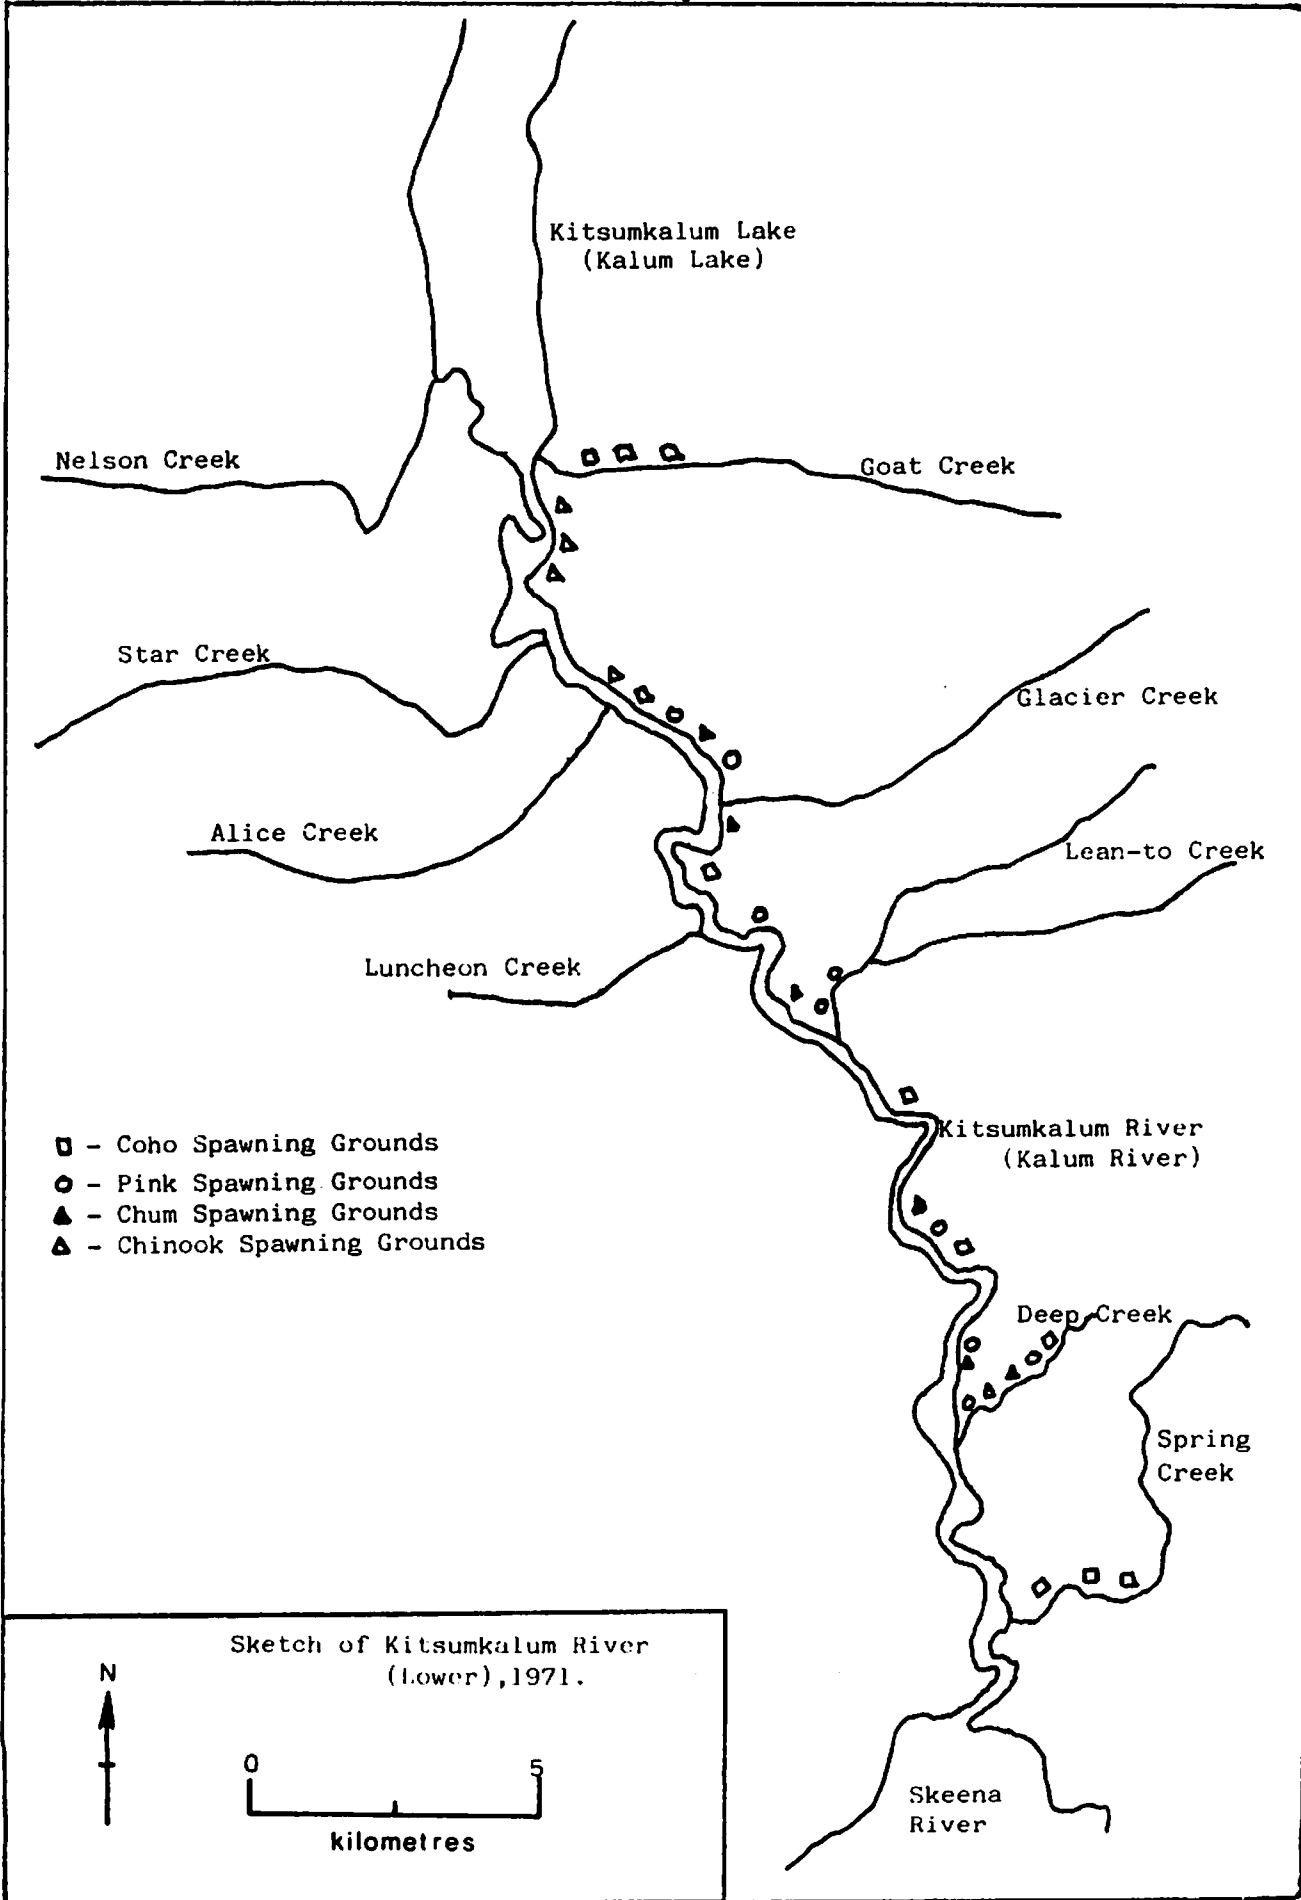 Kitsumkalum Lake
(Kalum Lake)
Nelson Creek
Goat Creek
Star Creek
Glacier Creek
Alice Creek
Lean-to Creek
Luncheon Creek
Kitsumkalum River
(Kalum River)
- Coho Spawning Grounds
- Pink Spawning Grounds
- Chum Spawning Grounds
- Chinook Spawning Grounds
Deep Creek
Spring
Creek
Sketch of Kitsumkalum River
(Lower),1971.
N
0 5
kilometres
Skeena
River